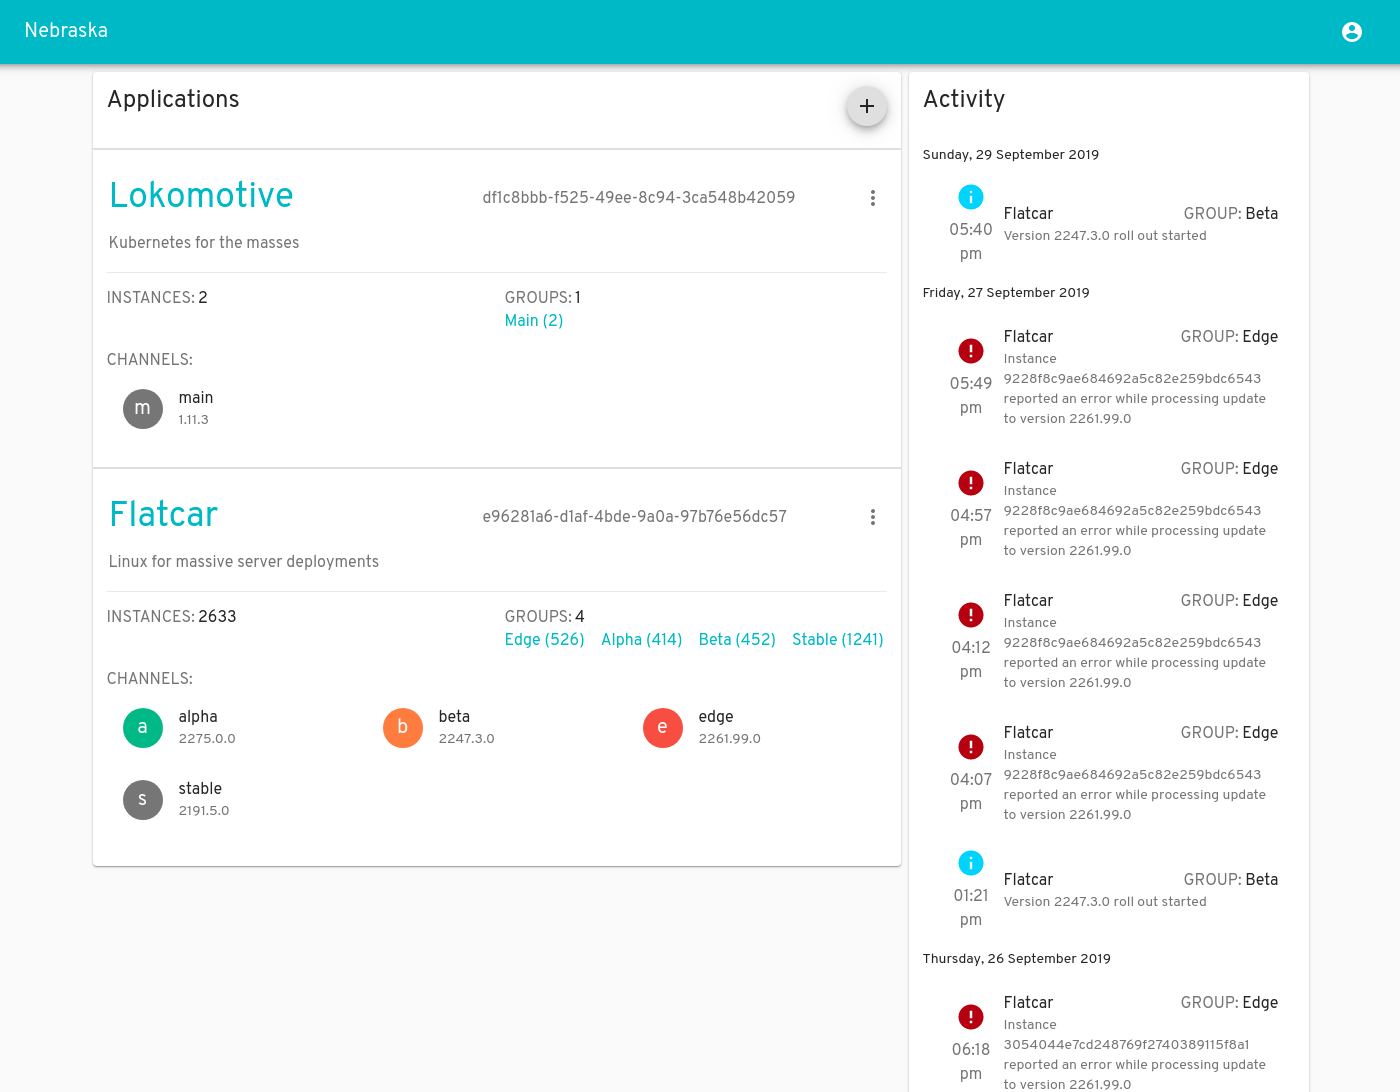 Nebraska
Applications
+
Lokomotive
df1c8bbb-f525-49ee-8c94-3ca548b42059
Kubernetes for the masses
INSTANCES: 2
GROUPS: 1
Main (2)
CHANNELS:
m
main
1.11.3
Flatcar
e96281a6-d1af-4bde-9a0a-97b76e56dc57
Linux for massive server deployments
INSTANCES: 2633
GROUPS: 4
Edge (526) Alpha (414) Beta (452) Stable (1241)
CHANNELS:
a
alpha
2275.0.0
b
beta
2247.3.0
e
edge
2261.99.0
s
stable
2191.5.0
Activity
Sunday, 29 September 2019
05:40
pm
Flatcar GROUP: Beta
Version 2247.3.0 roll out started
Friday, 27 September 2019
05:49
pm
Flatcar GROUP: Edge
Instance
9228f8c9ae684692a5c82e259bdc6543
reported an error while processing update
to version 2261.99.0
04:57
pm
Flatcar GROUP: Edge
Instance
9228f8c9ae684692a5c82e259bdc6543
reported an error while processing update
to version 2261.99.0
04:12
pm
Flatcar GROUP: Edge
Instance
9228f8c9ae684692a5c82e259bdc6543
reported an error while processing update
to version 2261.99.0
04:07
pm
Flatcar GROUP: Edge
Instance
9228f8c9ae684692a5c82e259bdc6543
reported an error while processing update
to version 2261.99.0
01:21
pm
Flatcar GROUP: Beta
Version 2247.3.0 roll out started
Thursday, 26 September 2019
06:18
pm
Flatcar GROUP: Edge
Instance
3054044e7cd248769f2740389115f8a1
reported an error while processing update
to version 2261.99.0